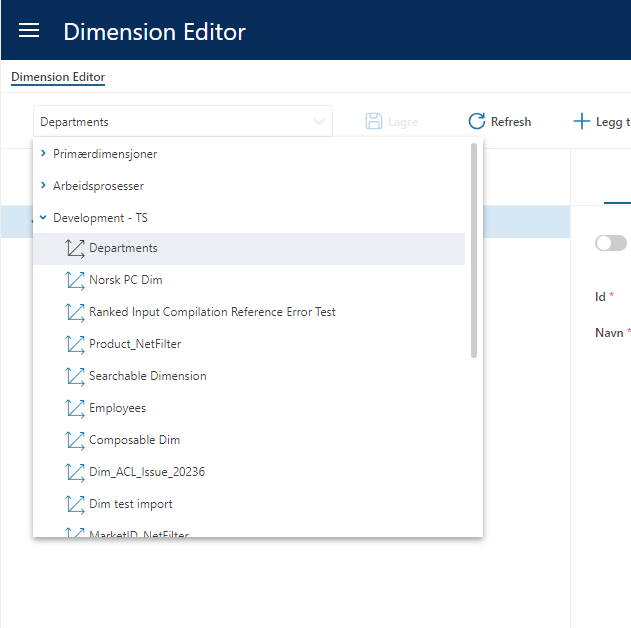 Dimension Editor
Dimension Editor
Departments
Lagre
Refresh
Legg t
Primærdimensjoner
Arbeidsprosesser
Development - TS
Departments
Norsk PC Dim
Ranked Input Compilation Reference Error Test
Product_NetFilter
Searchable Dimension
Employees
Composable Dim
Dim_ACL_Issue_20236
Dim test import
MarketID_NetFilter
Id *
Navn *